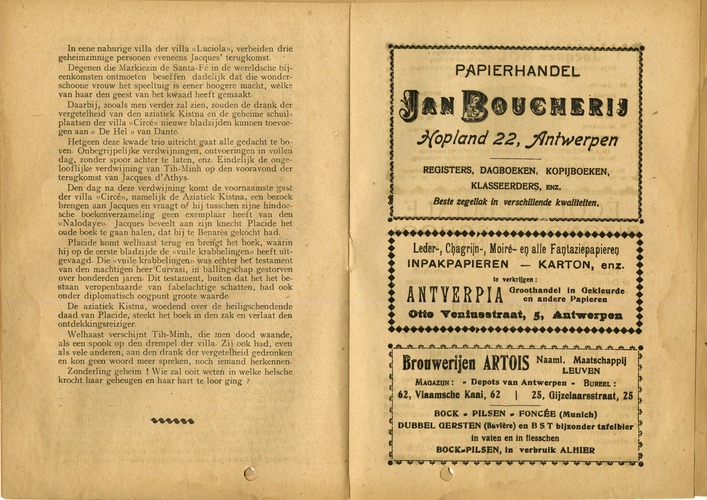 In eene naburige villa der villa «Luciola», verbeiden drie
geheimzinnige personen eveneens Jacques' terugkomst.
Degenen die Markiezin de Santa-Fé in de wereldsche bij-
eenkomsten ontmoeten beseffen dadelijk dat die wonder-
schoone vrouw het speeltuig is eener hoogere macht, welke
van haar den geest van het kwaad heeft gemaakt.
Daarbij, zooals men verder zal zien, zouden de drank der
vergetelheid van den aziatiek Kistna en de geheime schuil-
plaatsen der villa «Circé» nieuwe bladzijden kunnen toevoe-
gen aan « De Hel » van Dante.
Hetgeen deze kwade trio uitricht gaat alle gedacht te bo-
ven. Onbegrijpelijke verdwijningen, ontvoeringen in vollen
dag, zonder spoor achter te laten, enz. Eindelijk de onge-
looflijke verdwijning van Tih-Minh op den vooravond der
terugkomst van Jacques d'Athys.
Den dag na deze verdwijning komt de voornaamste gast
der villa «Circé», namelijk de Aziatek Kistna, een bezoek
brengen aan Jacques en vraagt of hij tusschen zijne hindoc-
sche boekenverzameling geen exemplaar heeft van den
«Nalodaye». Jacques beveelt aan zijn knecht Placide het
oude boek te gaan halen, dat hij te Benarès gekocht had.
Placide komt welhaast terug en brengt het boek, waarin
hij op de eerste bladzijde de «vuile krabbelingen» heeft uit-
gevaagd. Die «vuile krabbelingen» was echter het testament
van den machtigen heer Curvasi, in ballingschap gestorven
over honderden jaren. Dit testament, buiten dat het het be-
staan veropenbaarde van fabelachtige schatten, had ook
onder diplomatisch oogpunt groote waarde.
De aziatiek Kistna, woedend over de heiligschendende
daad van Placide, steekt het boek in den zak en verlaat den
ontdekkingsreiziger.
Welhaast verschijnt Tih-Minh, die men dood waande,
als een spook op den drempel der villa. Zij ook had, even
als vele anderen, aan den drank der vergetelheid gedronken
en kon geen woord meer spreken, noch iemand herkennen.
Zonderling geheim ! Wie zal ooit weten in welke helsche
krocht haar geheugen en haar hart te loor ging ?
PAPIERHANDEL
JAN BOUCHERIJ
Hopland 22, Antwerpen
REGISTERS, DAGBOEKEN, KOPIJBOEKEN,
KLASSEERDERS, ENZ.
Beste zegellak in verschillende kwaliteiten.
Leder-, Chagrijn-, Moiré- en alle Fantaziepapieren
INPAKPAPIEREN — KARTON, enz.
te verkrijgen :
ANTVERPIA Groothandel in Gekleurde
en andere Papieren
Otto Veniusstraat, 5, Antwerpen
Brouwerijen ARTOIS Naaml. Maatschappij
LEUVEN
MAGAZIJN : - Depots van Antwerpen - BUREEL :
62, Vlaamsche Kaai, 62 | 25, Gijzelaarsstraat, 25
BOCK - PILSEN - FONCÉE (Munich)
DUBBEL GERSTEN (Bavière) en B S T bijzonder tafelbier
in vaten en in flesschen
BOCK-PILSEN, in verbruik ALHIER